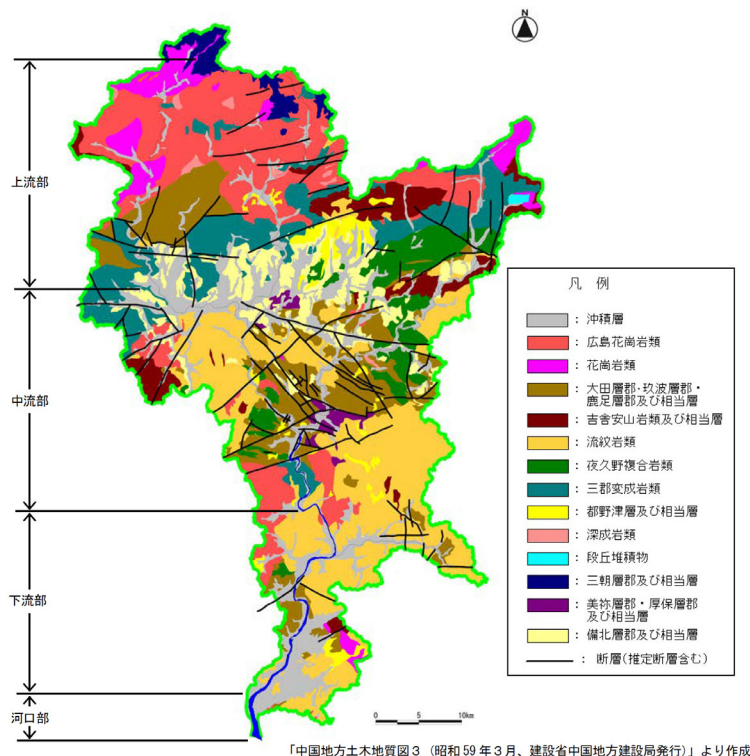 N
上流部
中流部
下流部
河口部
凡 例
：沖積層
：広島花崗岩類
：花崗岩類
：大田層郡・玖波層郡・
鹿足層郡及び相当層
：吉舎安山岩類及び相当層
：流紋岩類
：夜久野複合岩類
：三郡変成岩類
：都野津層及び相当層
：深成岩類
：段丘堆積物
：三朝層郡及び相当層
：美祢層郡・厚保層郡
及び相当層
：備北層郡及び相当層
：断層(推定断層含む)
0 5 10km
「中国地方土木地質図３（昭和59年３月、建設省中国地方建設局発行）」より作成